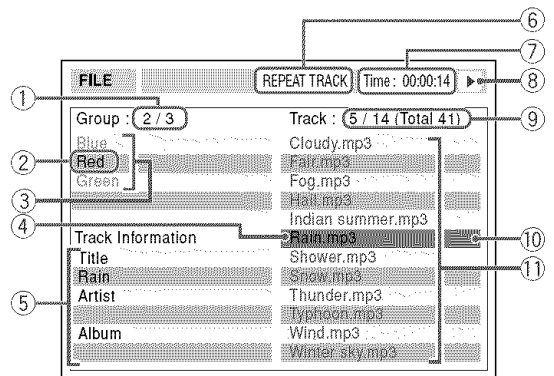 ⑥
⑦
FILE REPEAT TRACK Time : 00:00:14 ⑧
①
Group : 2 / 3 Track : 5 / 14 (Total 41) ⑨
Blue Cloudy.mp3
② Red Fair.mp3
Green Fog.mp3
③ Hail.mp3
④ Indian summer.mp3
Track Information Rain.mp3 ⑩
Title Shower.mp3 ⑪
⑤ Rain Snow.mp3
Artist Thunder.mp3
Typhoon.mp3
Album Wind.mp3
Winter sky.mp3